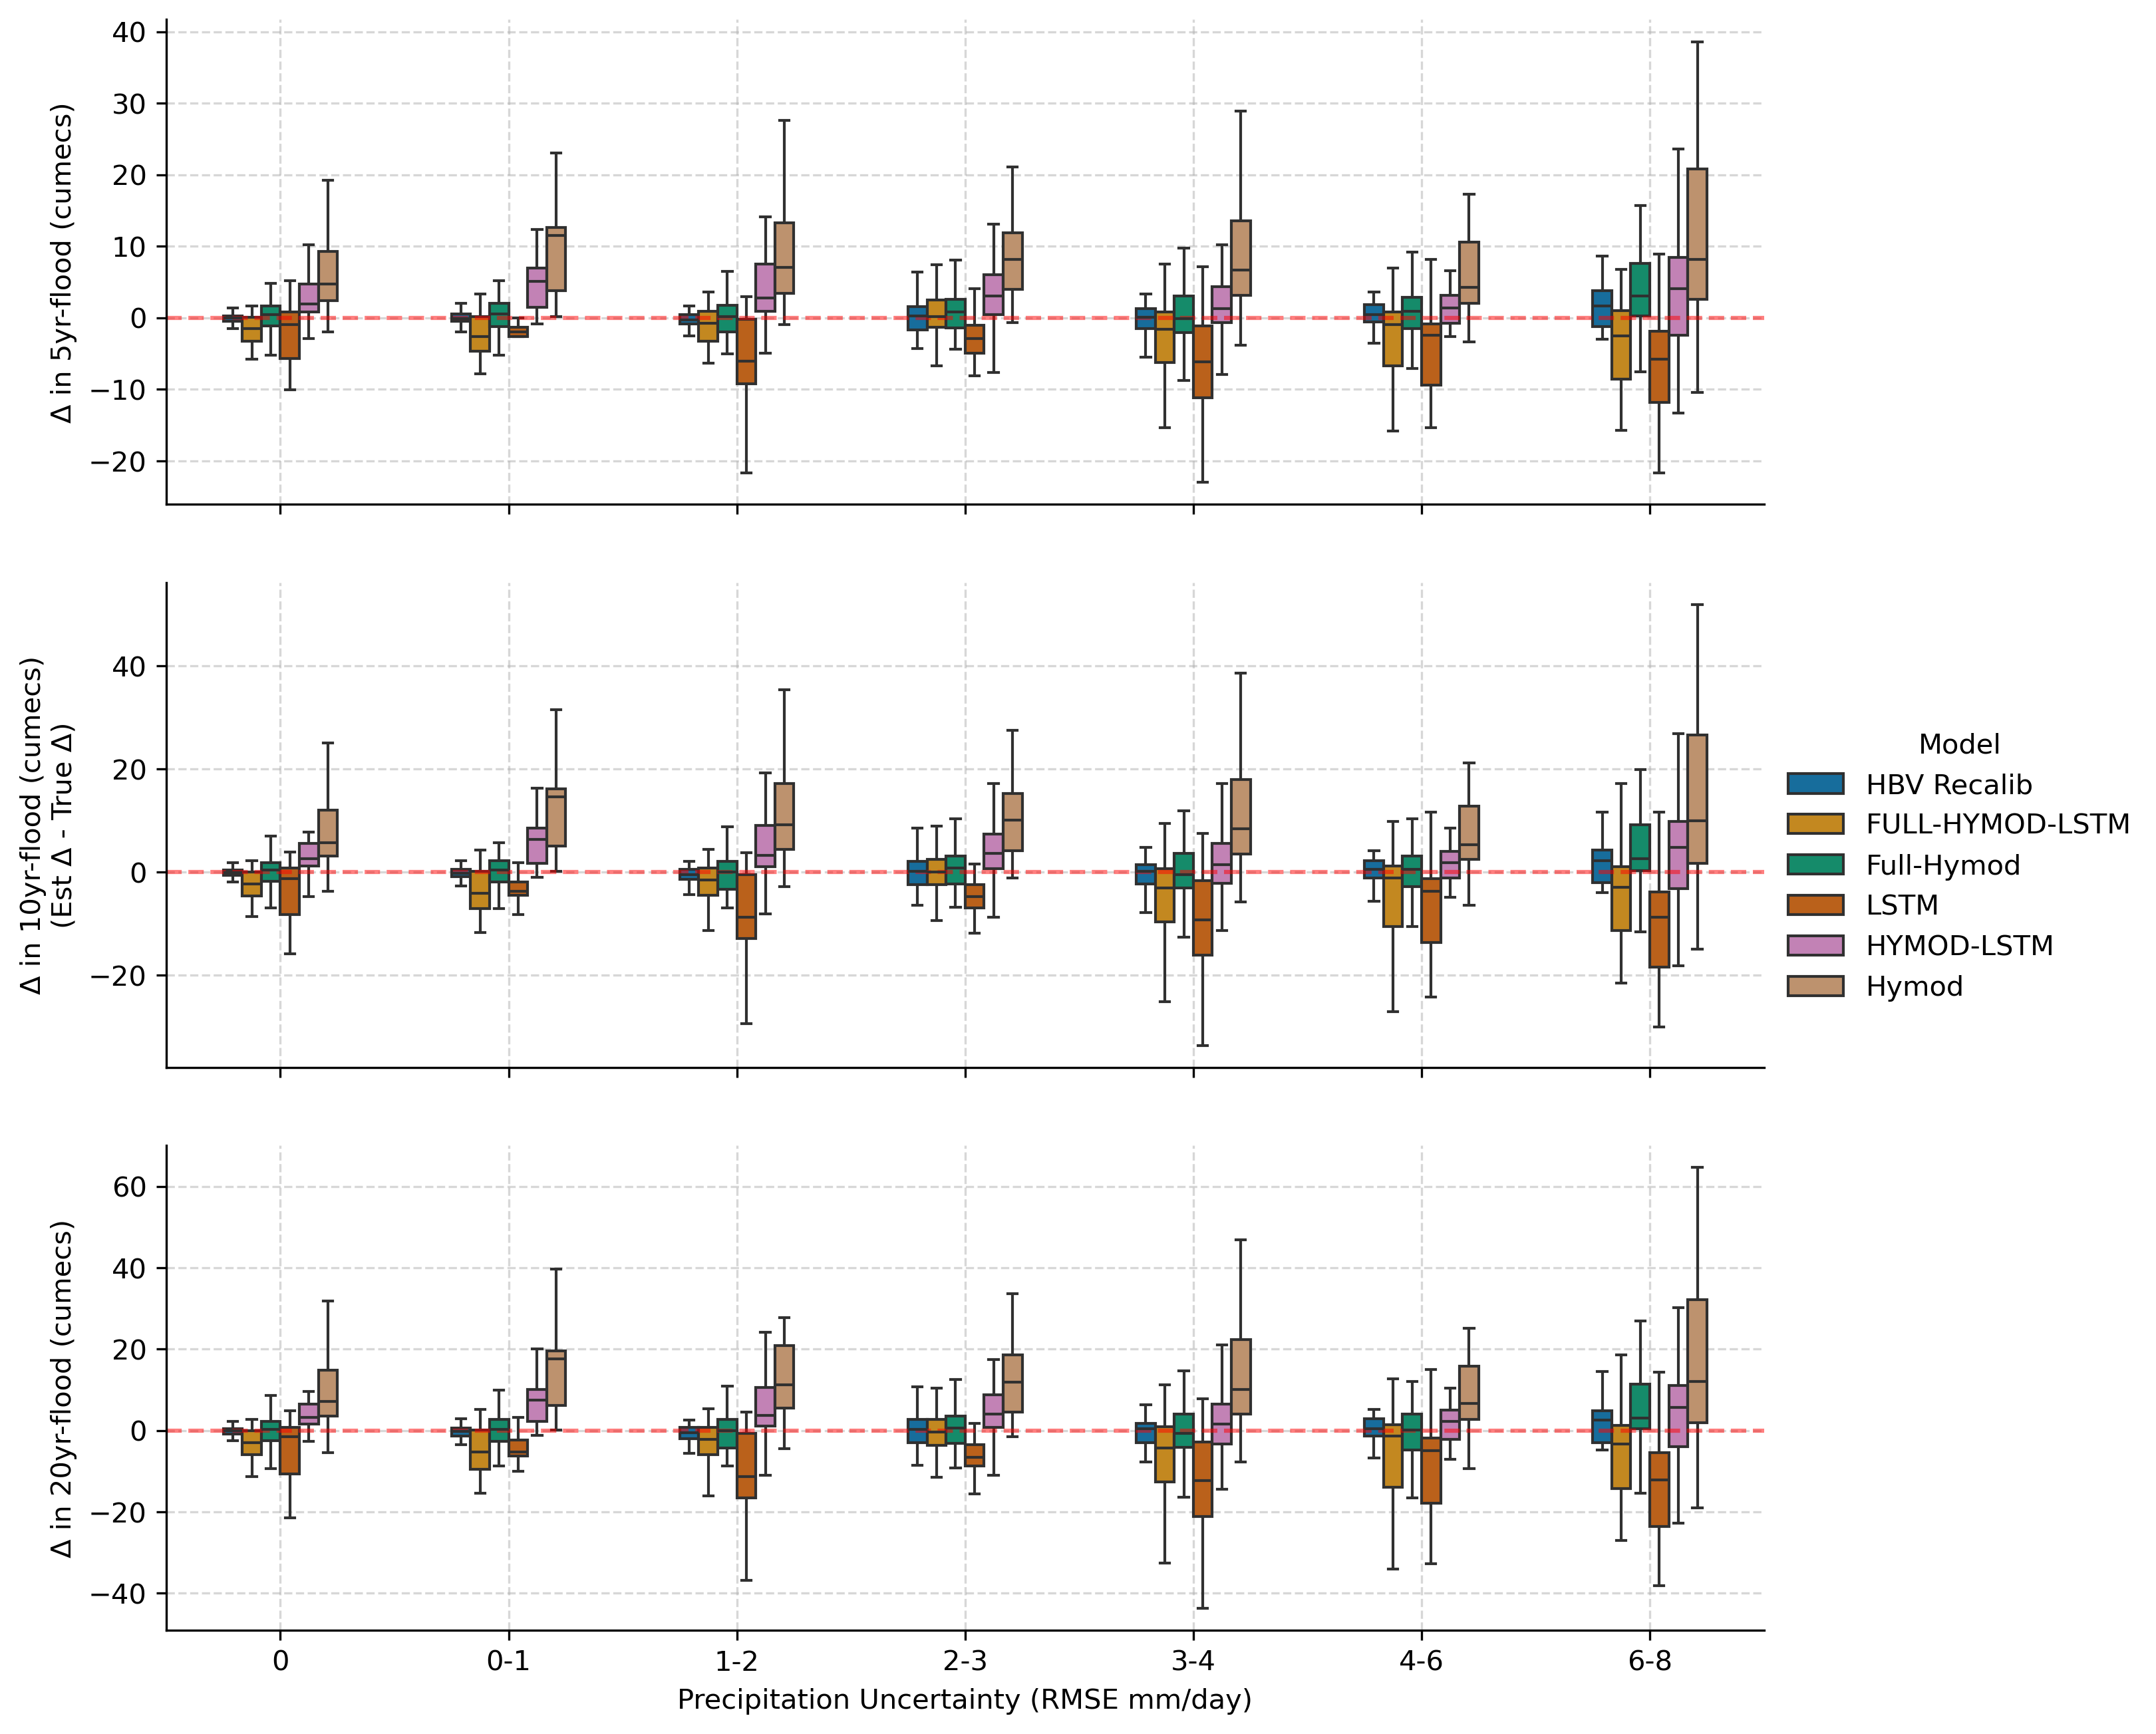 40
30
20
10
0
−10
−20
Δ in 5yr-flood (cumecs)
40
20
0
−20
Δ in 10yr-flood (cumecs)
(Est Δ - True Δ)
Model
HBV Recalib
FULL-HYMOD-LSTM
Full-Hymod
LSTM
HYMOD-LSTM
Hymod
60
40
20
0
−20
−40
Δ in 20yr-flood (cumecs)
0 0-1 1-2 2-3 3-4 4-6 6-8
Precipitation Uncertainty (RMSE mm/day)